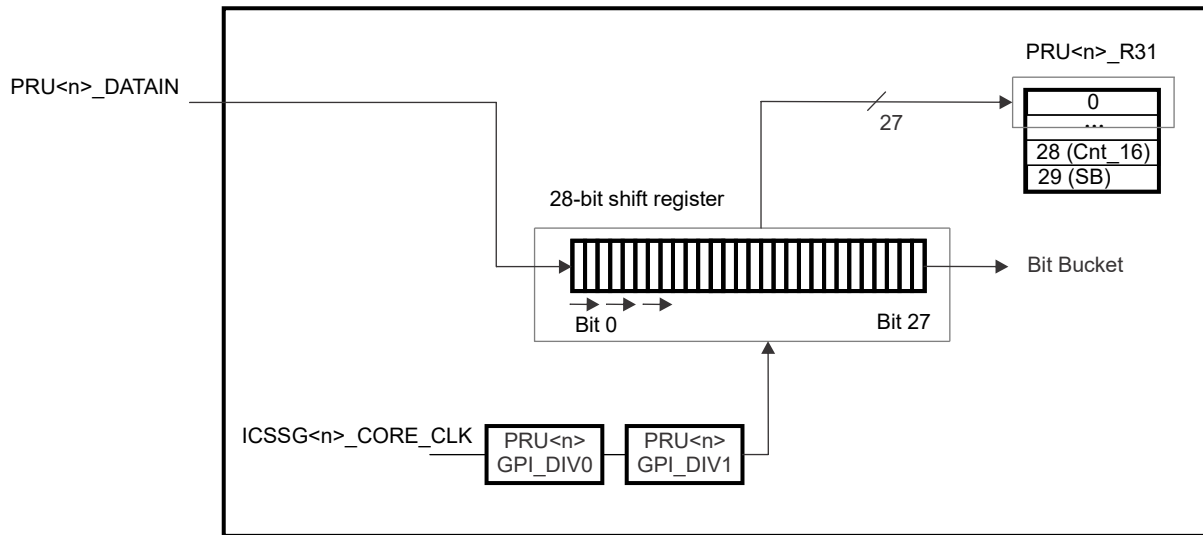 PRU<n>_R31
PRU<n>_DATAIN
0
...
28 (Cnt_16)
29 (SB)
27
28-bit shift register
Bit Bucket
Bit 0
Bit 27
ICSSG<n>_CORE_CLK
PRU<n>
GPI_DIV0
PRU<n>
GPI_DIV1